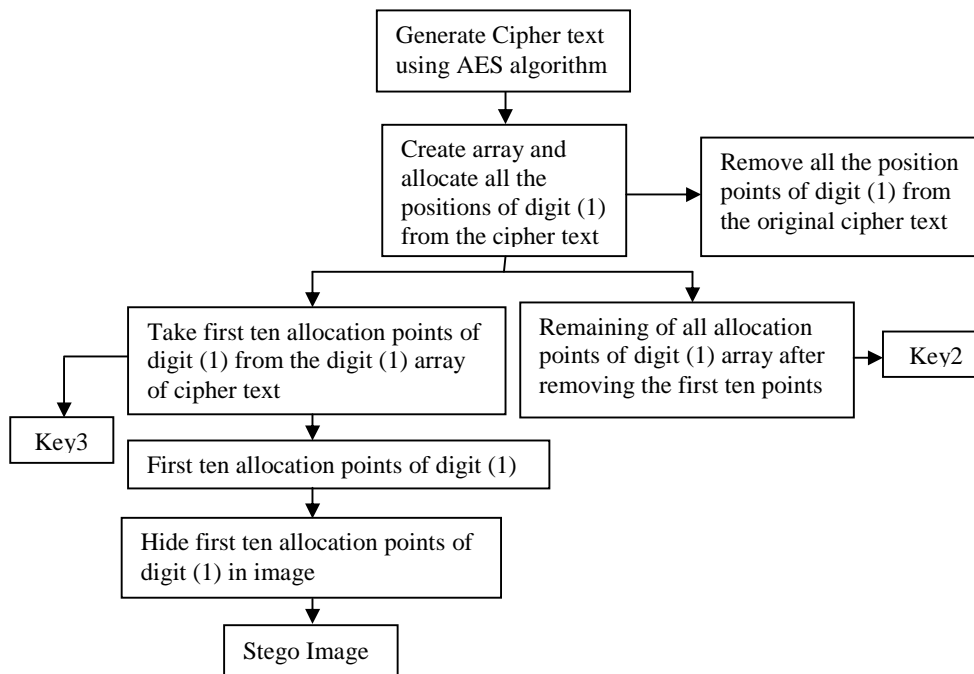 Generate Cipher text
using AES algorithm
Create array and
allocate all the
positions of digit (1)
from the cipher text
Remove all the position
points of digit (1) from
the original cipher text
Take first ten allocation points of
digit (1) from the digit (1) array
of cipher text
Remaining of all allocation
points of digit (1) array after
removing the first ten points
Key2
Key3
First ten allocation points of digit (1)
Hide first ten allocation points of
digit (1) in image
Stego Image